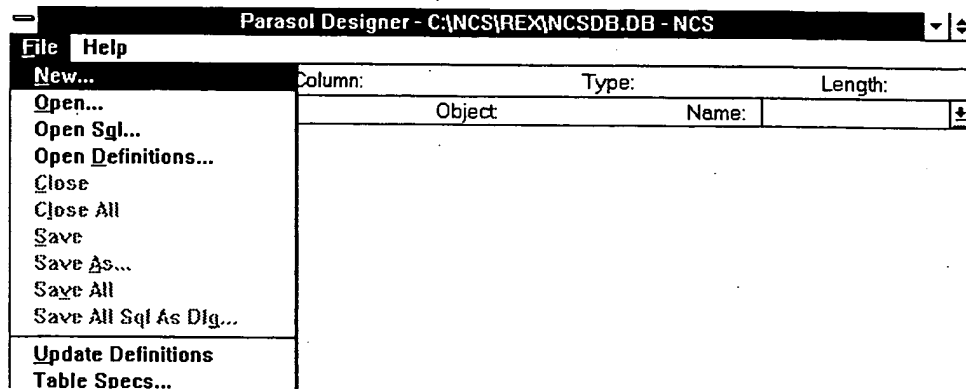 Parasol Designer - C:\NCS\REX\NCSDB.DB - NCS
File Help
New...
Column: Type: Length:
Open...
Object Name:
Open Sql...
Open Definitions...
Close
Close All
Save
Save As...
Save All
Save All Sql As Dlg...
Update Definitions
Table Specs...